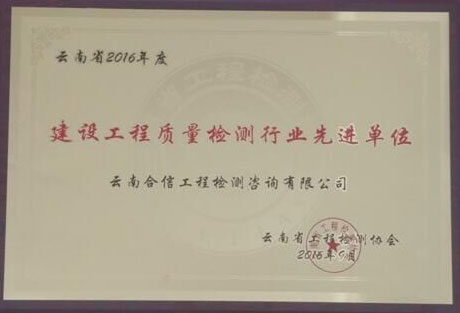 云南省2016年度
建设工程质量检测行业先进单位
云南合信工程检测咨询有限公司
云南省工程检测协会
2016年9月